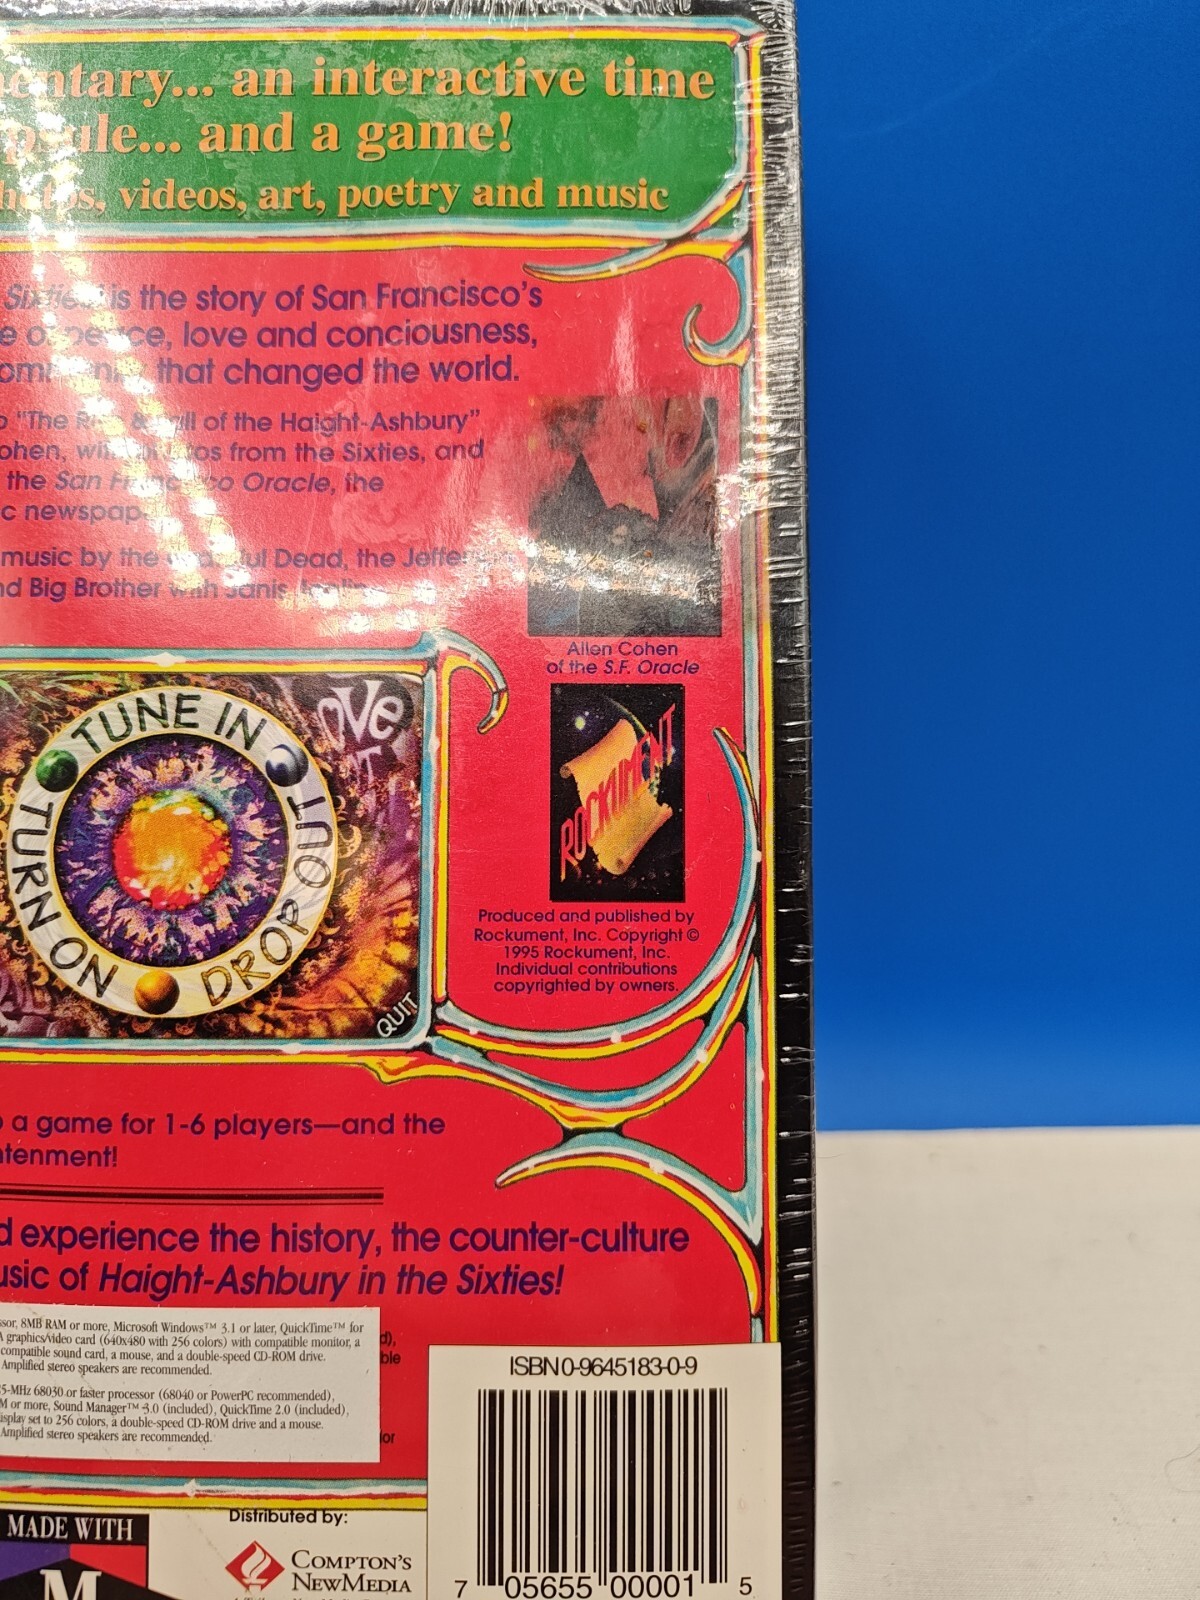 an interactive time
and a game!
videos, art, poetry and music
is the story of San Francisco's
love and conciousness,
that changed the world.
"The of the Haight-Ashbury"
from the Sixties, and
the San Oracle, the
music by the Dead, the
Big Brother with Janis
Allen Cohen
of the S.F. Oracle
ROCKUMENT
TUNE IN
TURN ON
DROP OUT
QUIT
Produced and published by
Rockument, Inc. Copyright ©
1995 Rockument, Inc.
Individual contributions
copyrighted by owners.
a game for 1-6 players—and the
experience the history, the counter-culture
of Haight-Ashbury in the Sixties!
8MB RAM or more, Microsoft Windows™ 3.1 or later, QuickTime™ for
graphics/video card (640x480 with 256 colors) with compatible monitor, a
compatible sound card, a mouse, and a double-speed CD-ROM drive.
Amplified stereo speakers are recommended.
68030 or faster processor (68040 or PowerPC recommended),
or more, Sound Manager™ 3.0 (included), QuickTime 2.0 (included),
set to 256 colors, a double-speed CD-ROM drive and a mouse.
Amplified stereo speakers are recommended.
ISBN 0-9645183-0-9
7 05655 00001 5
MADE WITH
M
Distributed by:
COMPTON'S
NEWMEDIA